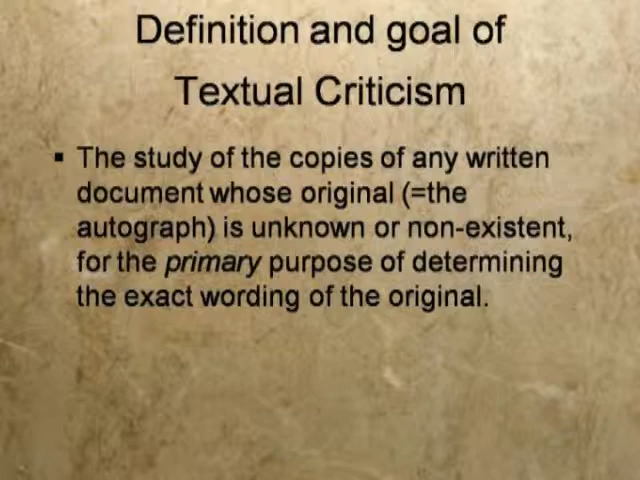 Definition and goal of
Textual Criticism
▪ The study of the copies of any written
document whose original (=the
autograph) is unknown or non-existent,
for the primary purpose of determining
the exact wording of the original.